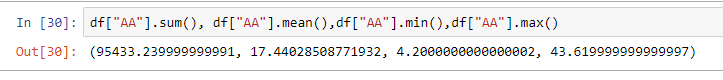 In [30]: df["AA"].sum(), df["AA"].mean(),df["AA"].min(),df["AA"].max()
Out[30]: (95433.239999999991, 17.44028508771932, 4.2000000000000002, 43.619999999999997)